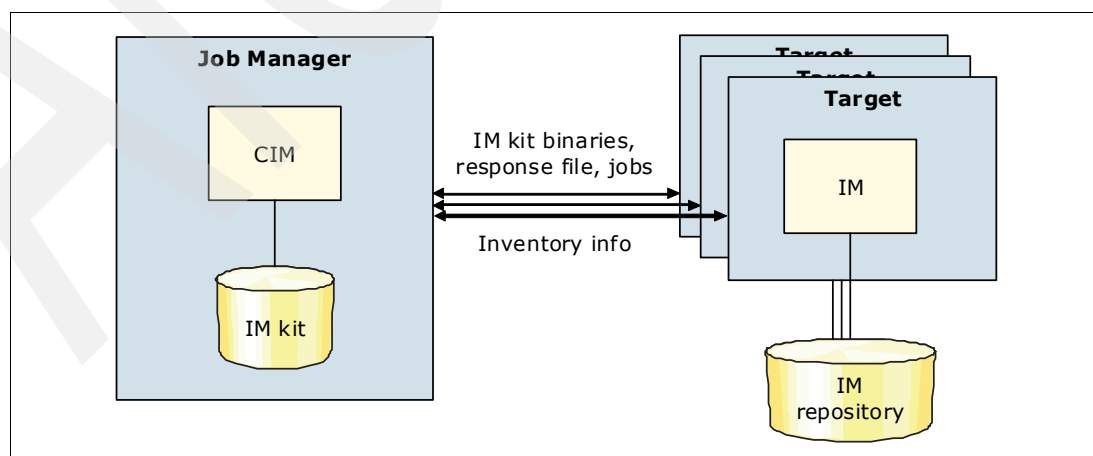 Job Manager
CIM
IM kit
IM kit binaries,
response file, jobs
Inventory info
Target
Target
Target
IM
IM
repository